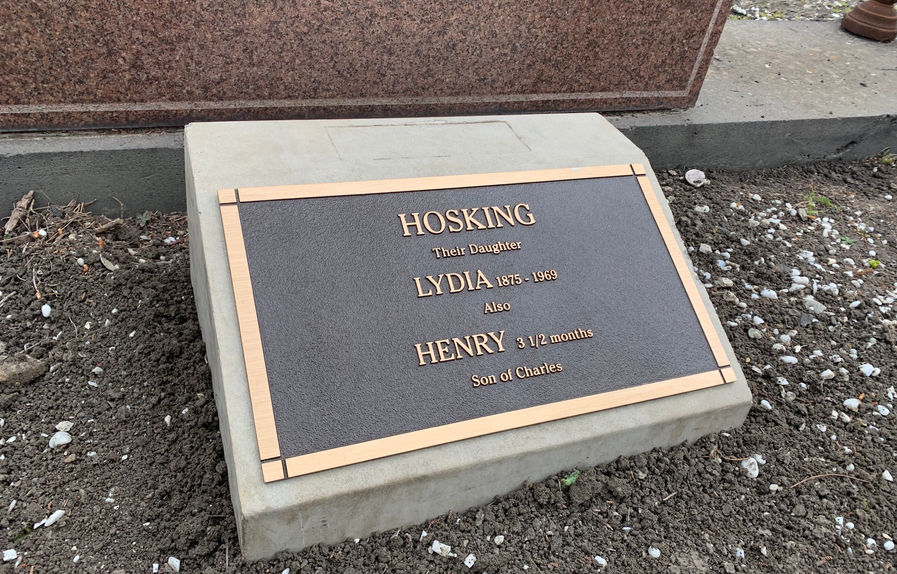 HOSKING
Their Daughter
LYDIA 1875 - 1969
Also
HENRY 3 1/2 months
Son of Charles